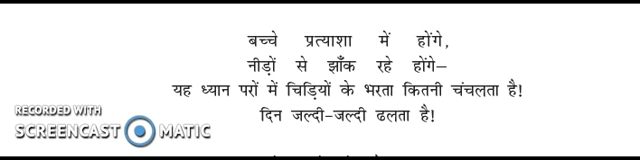 बच्चे प्रत्याशा में होंगे,
नीड़ों से झाँक रहे होंगे–
यह ध्यान परों में चिड़ियों के भरता कितनी चंचलता है!
दिन जल्दी-जल्दी ढलता है!
RECORDED WITH
SCREENCAST MATIC